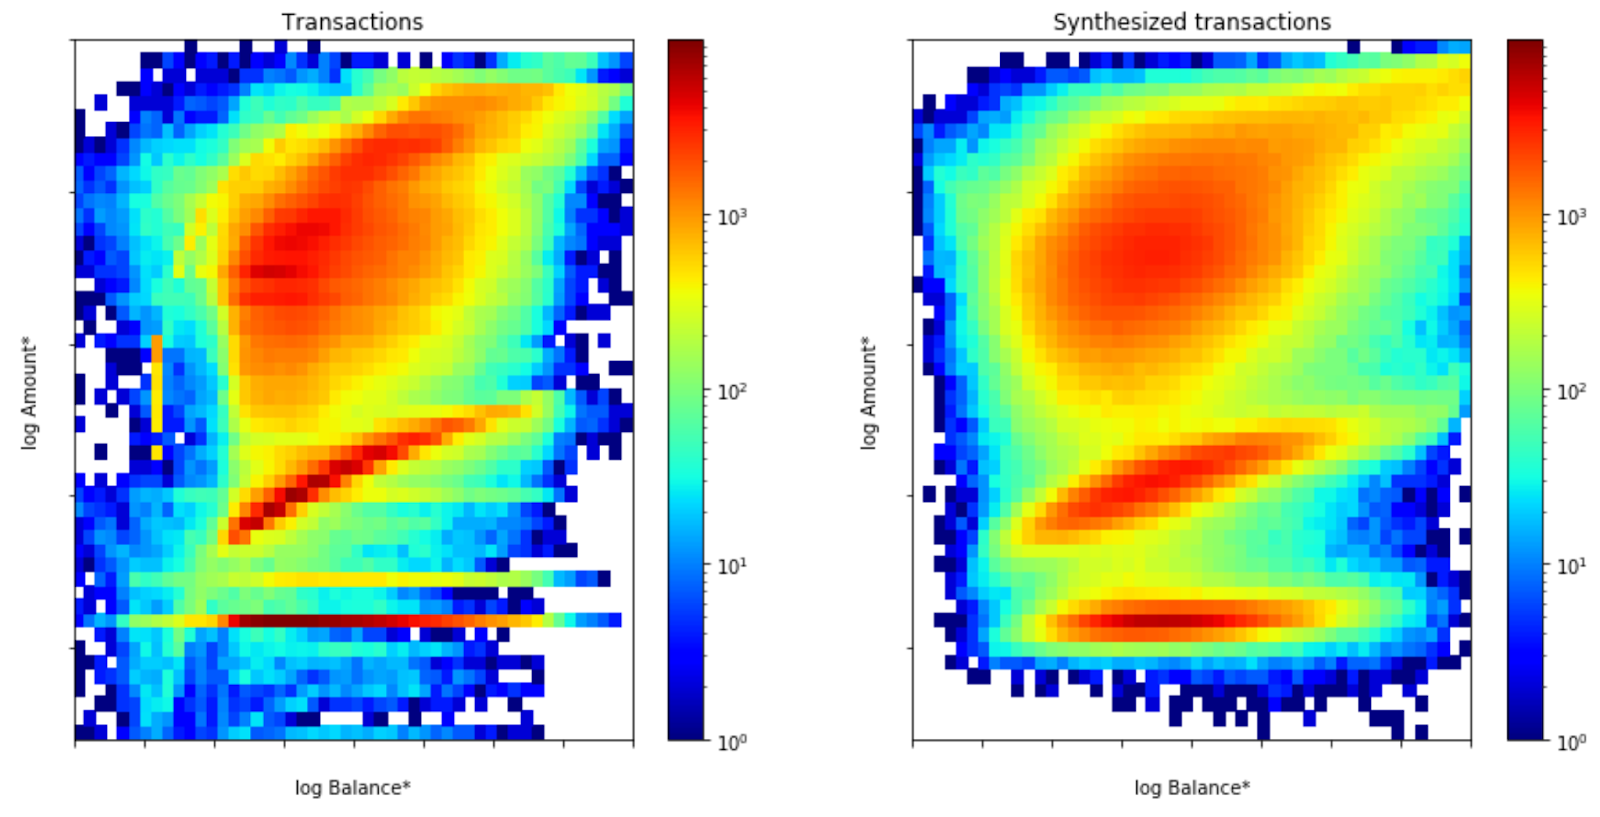 Transactions
Synthesized transactions
log Amount*
10³
10²
10¹
10⁰
log Balance*
log Amount*
10³
10²
10¹
10⁰
log Balance*